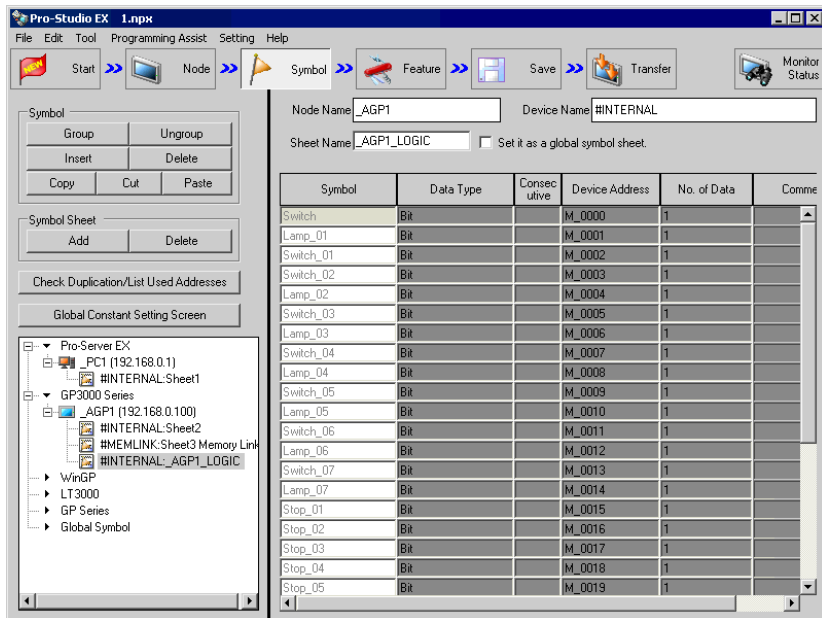 Pro-Studio EX 1.npx
File Edit Tool Programming Assist Setting Help
Start Node Symbol Feature Save Transfer Monitor Status
Symbol
Group Ungroup
Insert Delete
Copy Cut Paste
Symbol Sheet
Add Delete
Check Duplication/List Used Addresses
Global Constant Setting Screen
Pro-Server EX
_PC1 (192.168.0.1)
#INTERNAL:Sheet1
GP3000 Series
_AGP1 (192.168.0.100)
#INTERNAL:Sheet2
#MEMLINK:Sheet3 Memory Link
#INTERNAL:_AGP1_LOGIC
WinGP
LT3000
GP Series
Global Symbol
Node Name _AGP1 Device Name #INTERNAL
Sheet Name _AGP1_LOGIC Set it as a global symbol sheet.
Symbol Data Type Consecutive Device Address No. of Data Comme
Switch Bit M_0000 1
Lamp_01 Bit M_0001 1
Switch_01 Bit M_0002 1
Switch_02 Bit M_0003 1
Lamp_02 Bit M_0004 1
Switch_03 Bit M_0005 1
Lamp_03 Bit M_0006 1
Switch_04 Bit M_0007 1
Lamp_04 Bit M_0008 1
Switch_05 Bit M_0009 1
Lamp_05 Bit M_0010 1
Switch_06 Bit M_0011 1
Lamp_06 Bit M_0012 1
Switch_07 Bit M_0013 1
Lamp_07 Bit M_0014 1
Stop_01 Bit M_0015 1
Stop_02 Bit M_0016 1
Stop_03 Bit M_0017 1
Stop_04 Bit M_0018 1
Stop_05 Bit M_0019 1